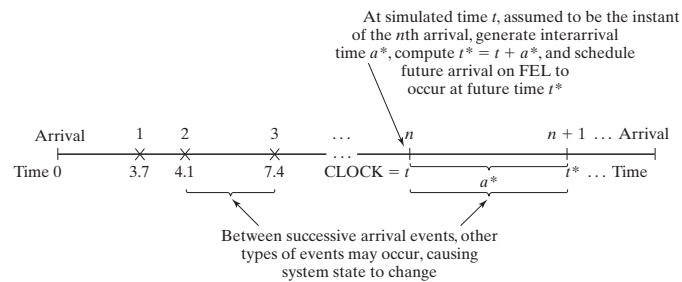 At simulated time t, assumed to be the instant
of the nth arrival, generate interarrival
time a*, compute t* = t + a*, and schedule
future arrival on FEL to
occur at future time t*
Arrival 1 2 3 ... n n + 1 ... Arrival
...
Time 0 3.7 4.1 7.4 CLOCK = t a* t* ... Time
Between successive arrival events, other
types of events may occur, causing
system state to change